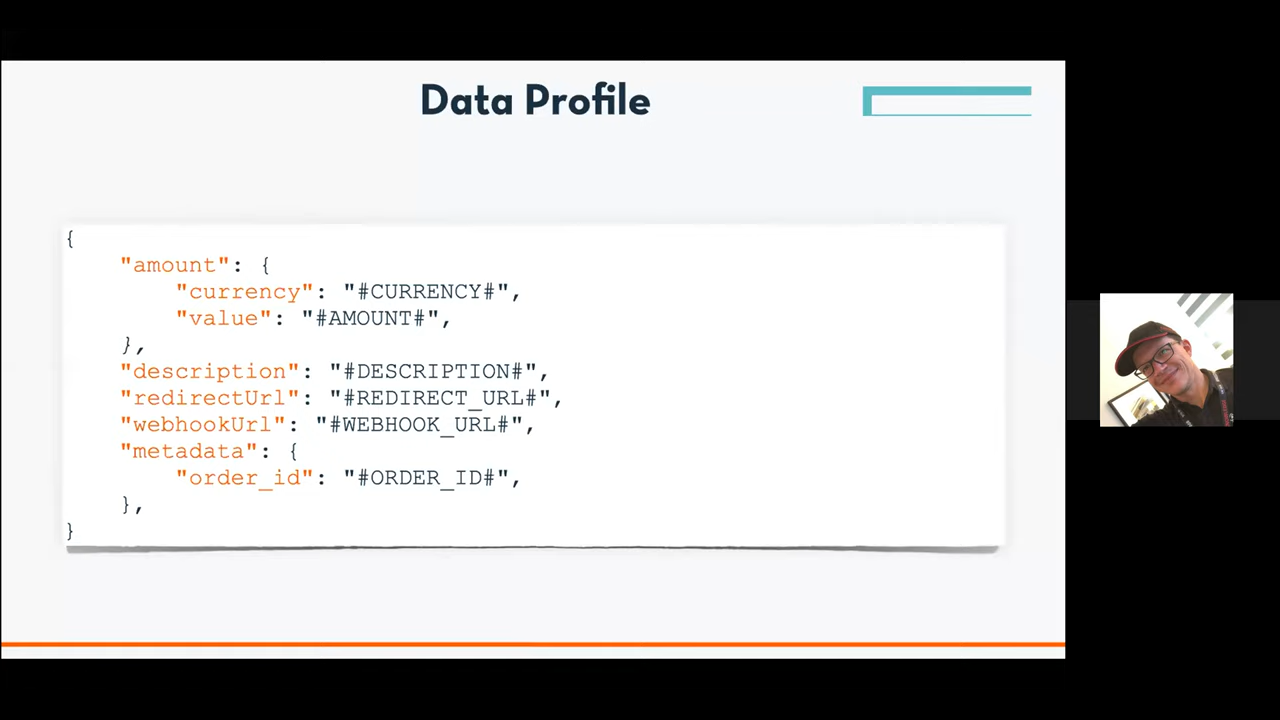 Data Profile
{
"amount": {
"currency": "#CURRENCY#",
"value": "#AMOUNT#",
},
"description": "#DESCRIPTION#",
"redirectUrl": "#REDIRECT_URL#",
"webhookUrl": "#WEBHOOK_URL#",
"metadata": {
"order_id": "#ORDER_ID#",
},
}